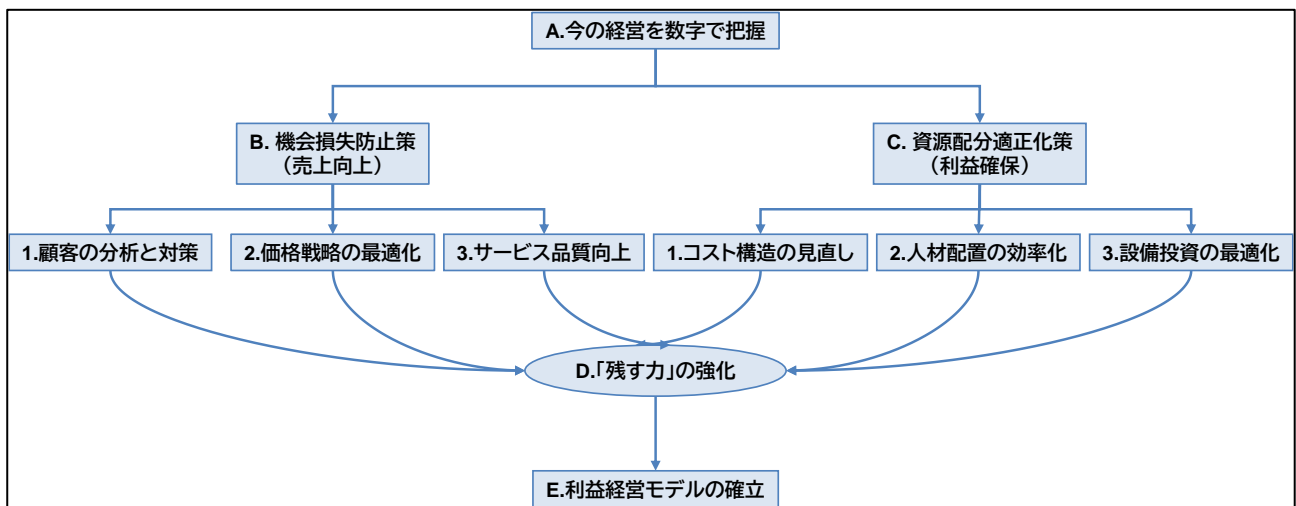 A.今の経営を数字で把握
B. 機会損失防止策
（売上向上）
C. 資源配分適正化策
（利益確保）
1.顧客の分析と対策
2.価格戦略の最適化
3.サービス品質向上
1.コスト構造の見直し
2.人材配置の効率化
3.設備投資の最適化
D.「残す力」の強化
E.利益経営モデルの確立